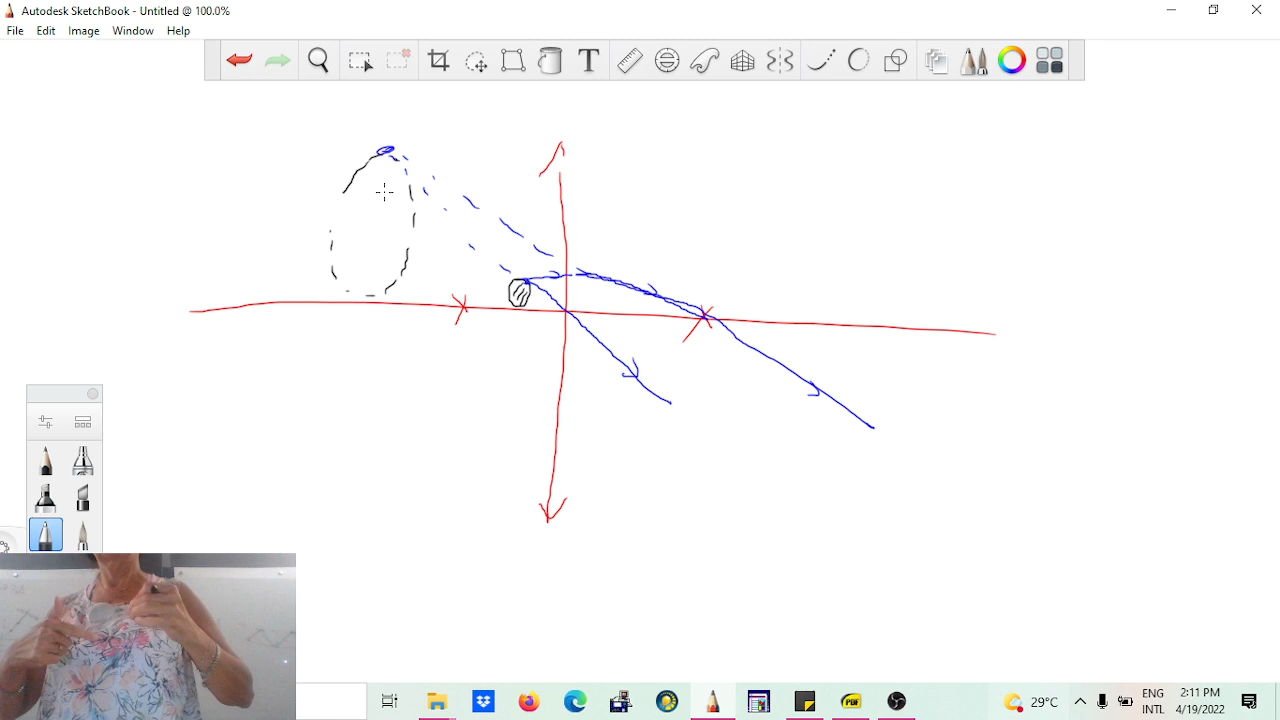 Autodesk SketchBook - Untitled @ 100.0%
File Edit Image Window Help
T
PDF
29°C
ENG
INTL
2:11 PM
4/19/2022